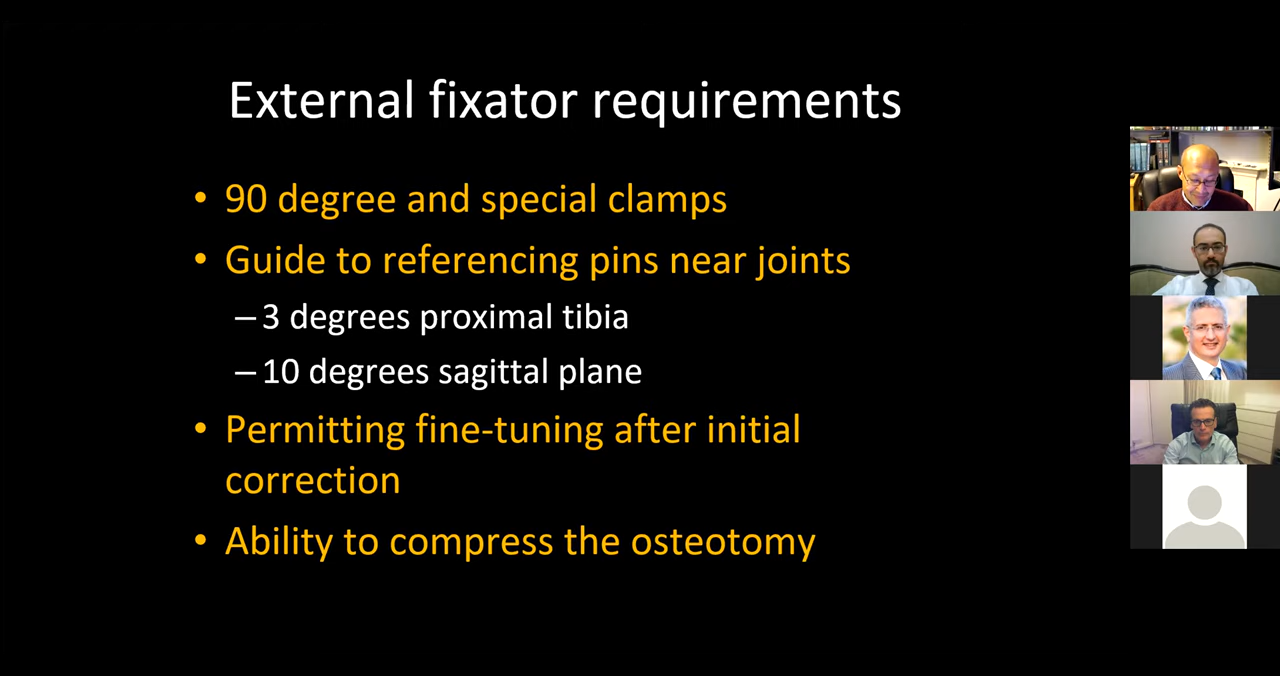 External fixator requirements
• 90 degree and special clamps
• Guide to referencing pins near joints
– 3 degrees proximal tibia
– 10 degrees sagittal plane
• Permitting fine-tuning after initial
correction
• Ability to compress the osteotomy